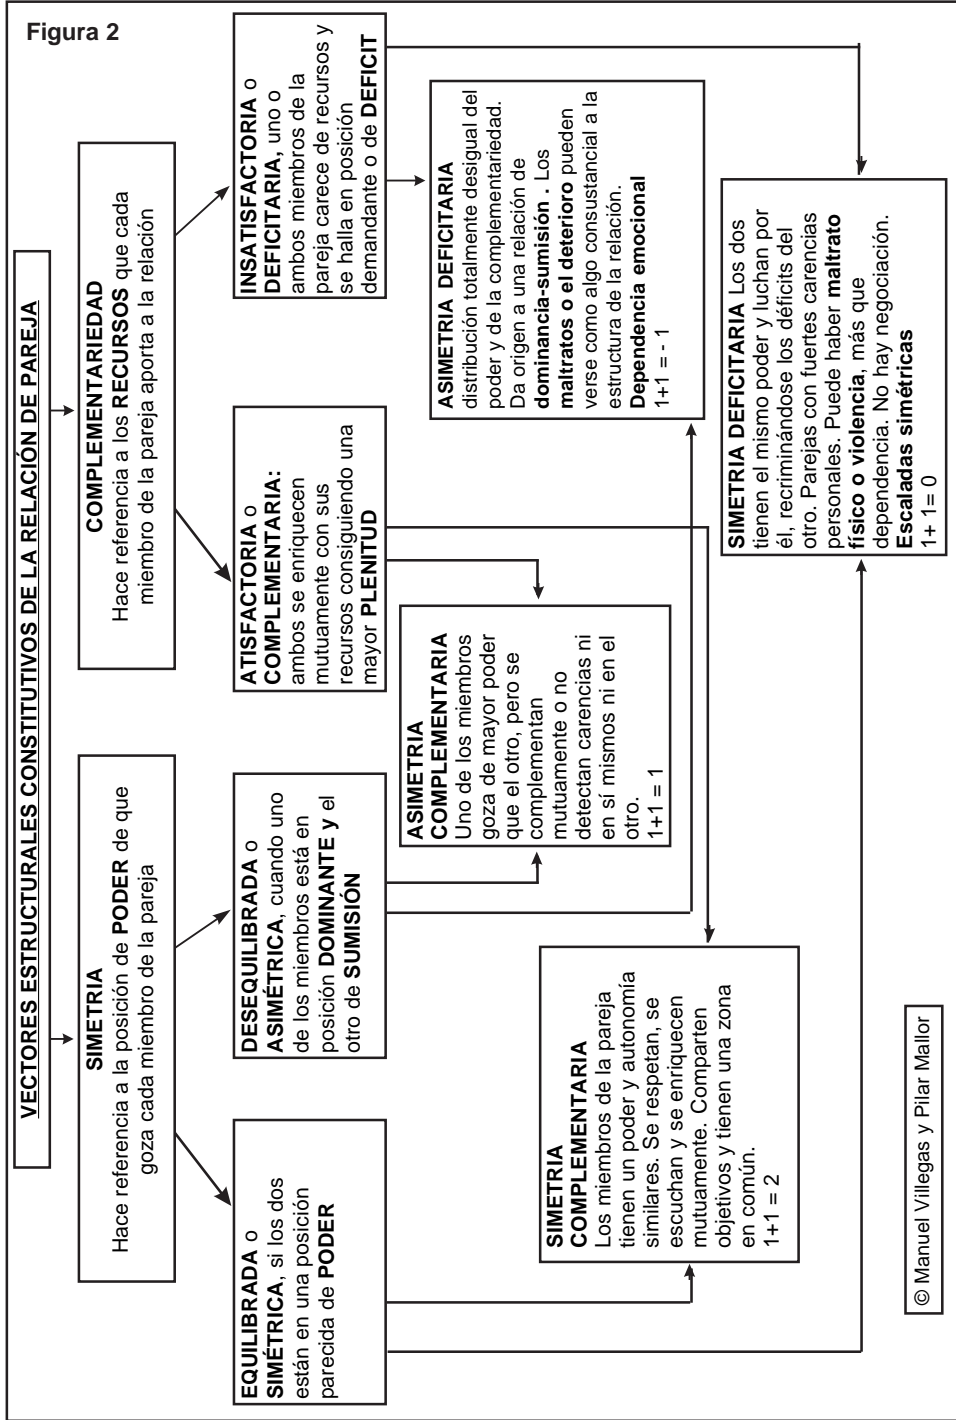 Figura 2
VECTORES ESTRUCTURALES CONSTITUTIVOS DE LA RELACIÓN DE PAREJA
SIMETRIA
Hace referencia a la posición de PODER de que
goza cada miembro de la pareja
COMPLEMENTARIEDAD
Hace referencia a los RECURSOS que cada
miembro de la pareja aporta a la relación
EQUILIBRADA o
SIMÉTRICA, si los dos
están en una posición
parecida de PODER
DESEQUILIBRADA o
ASIMÉTRICA, cuando uno
de los miembros está en
posición DOMINANTE y el
otro de SUMISIÓN
ATISFACTORIA o
COMPLEMENTARIA:
ambos se enriquecen
mutuamente con sus
recursos consiguiendo una
mayor PLENITUD
INSATISFACTORIA o
DEFICITARIA, uno o
ambos miembros de la
pareja carece de recursos y
se halla en posición
demandante o de DEFICIT
SIMETRIA
COMPLEMENTARIA
Los miembros de la pareja
tienen un poder y autonomía
similares. Se respetan, se
escuchan y se enriquecen
mutuamente. Comparten
objetivos y tienen una zona
en común.
1+1 = 2
ASIMETRIA
COMPLEMENTARIA
Uno de los miembros
goza de mayor poder
que el otro, pero se
complementan
mutuamente o no
detectan carencias ni
en sí mismos ni en el
otro.
1+1 = 1
ASIMETRIA DEFICITARIA
distribución totalmente desigual del
poder y de la complementariedad.
Da origen a una relación de
dominancia-sumisión . Los
maltratos o el deterioro pueden
verse como algo consustancial a la
estructura de la relación.
Dependencia emocional
1+1 = - 1
SIMETRIA DEFICITARIA Los dos
tienen el mismo poder y luchan por
él, recriminándose los déficits del
otro. Parejas con fuertes carencias
personales. Puede haber maltrato
físico o violencia, más que
dependencia. No hay negociación.
Escaladas simétricas
1+ 1= 0
© Manuel Villegas y Pilar Mallor